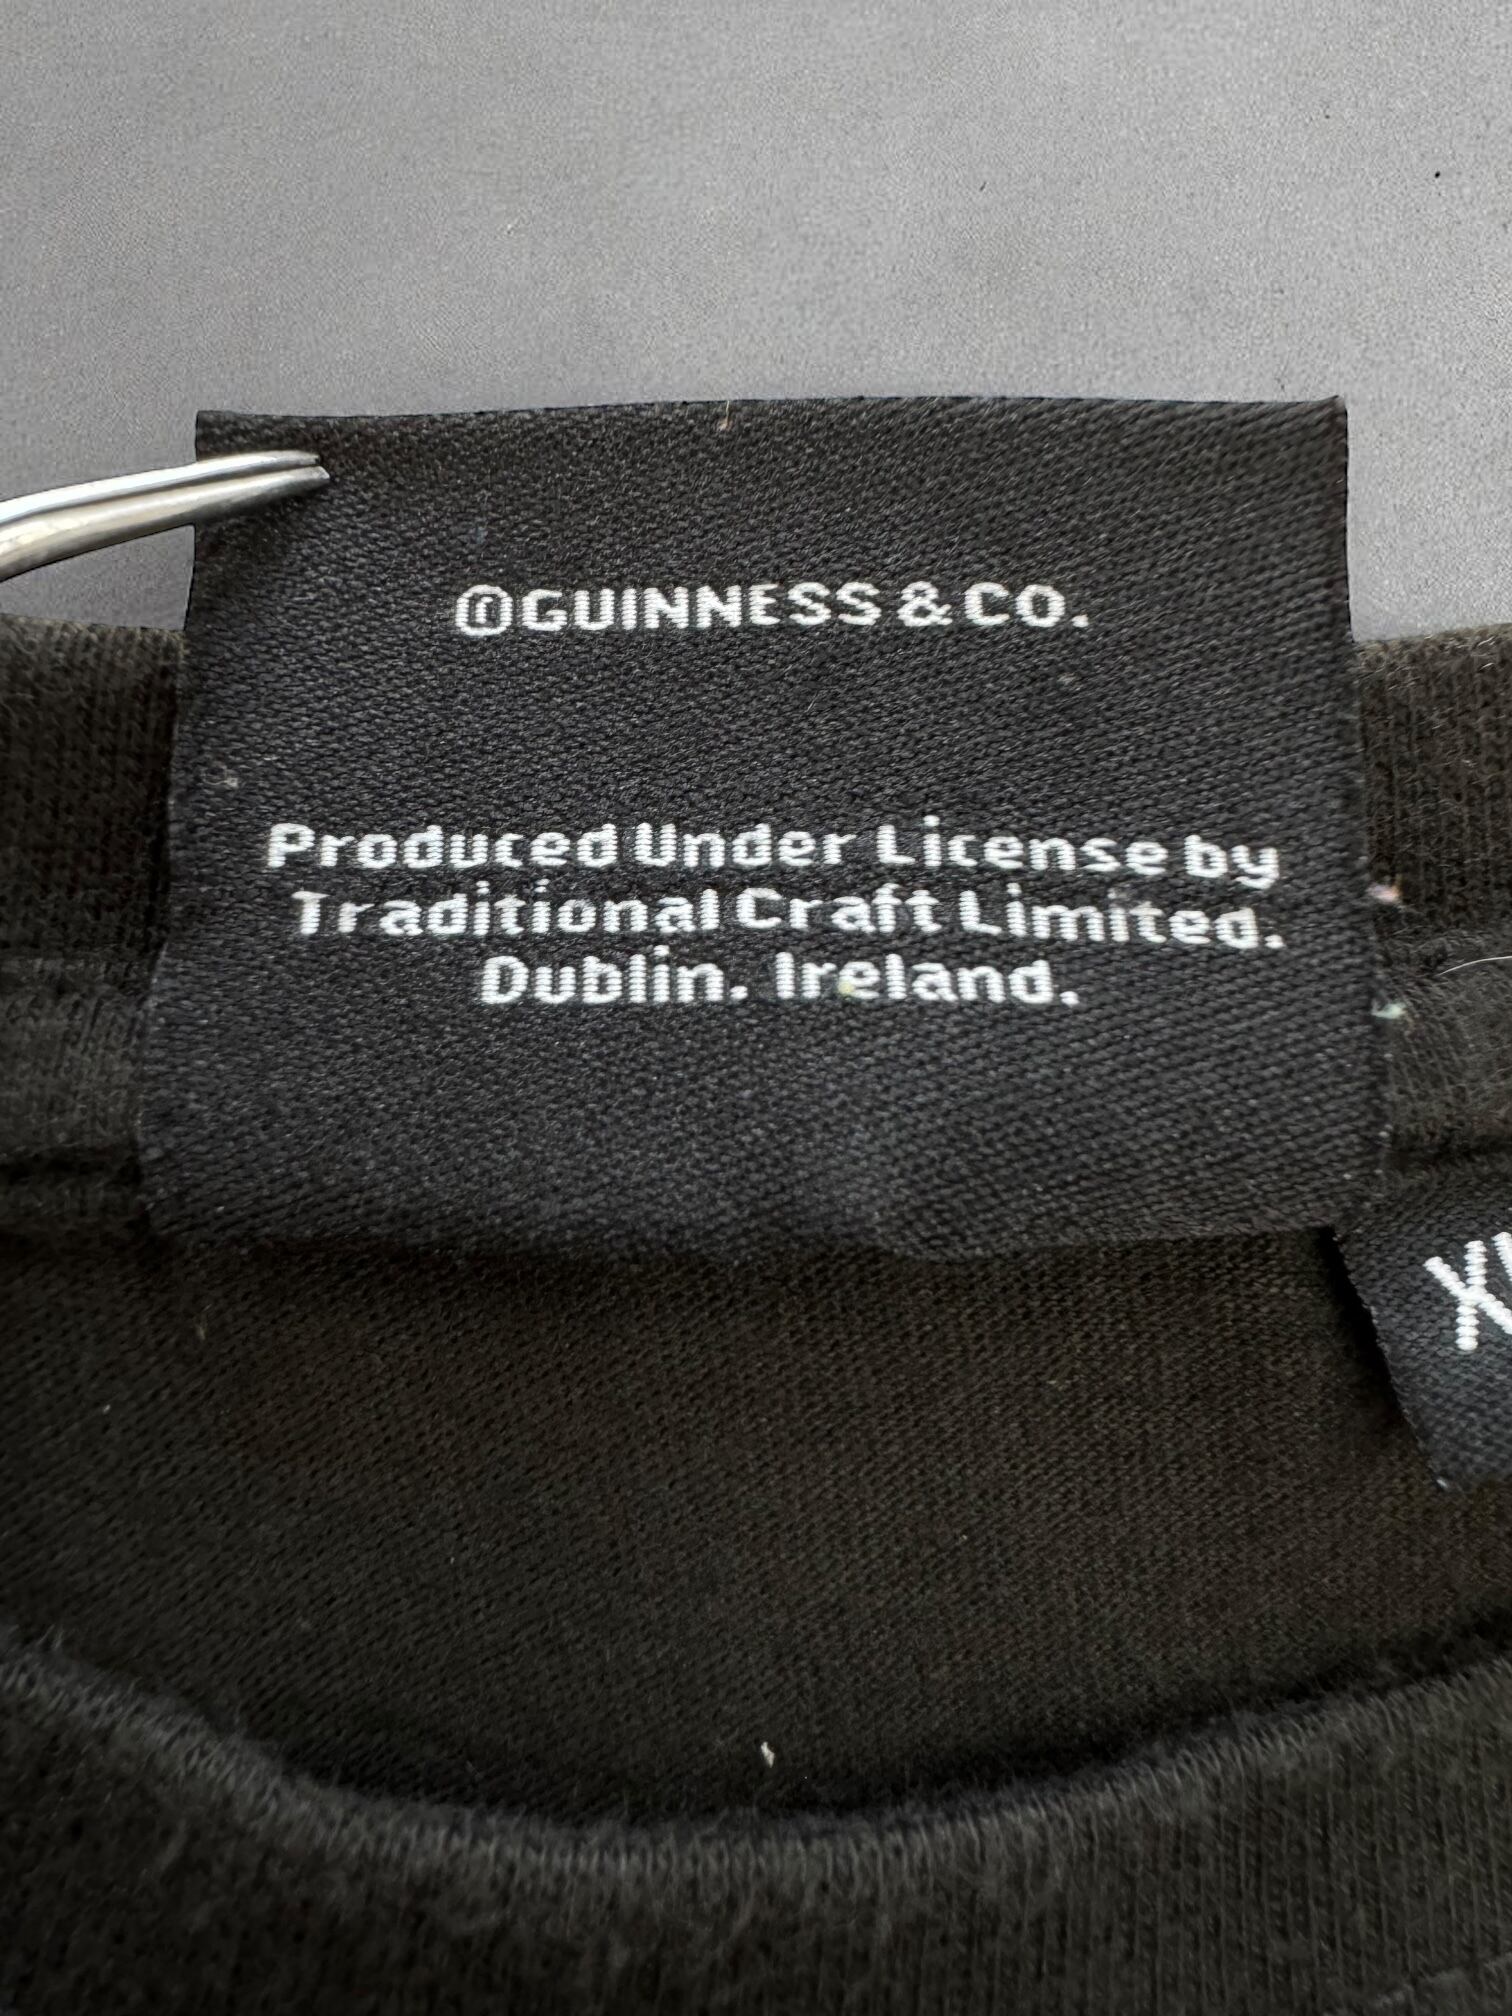 ©GUINNESS & CO.
Produced Under License by
Traditional Craft Limited.
Dublin. Ireland.